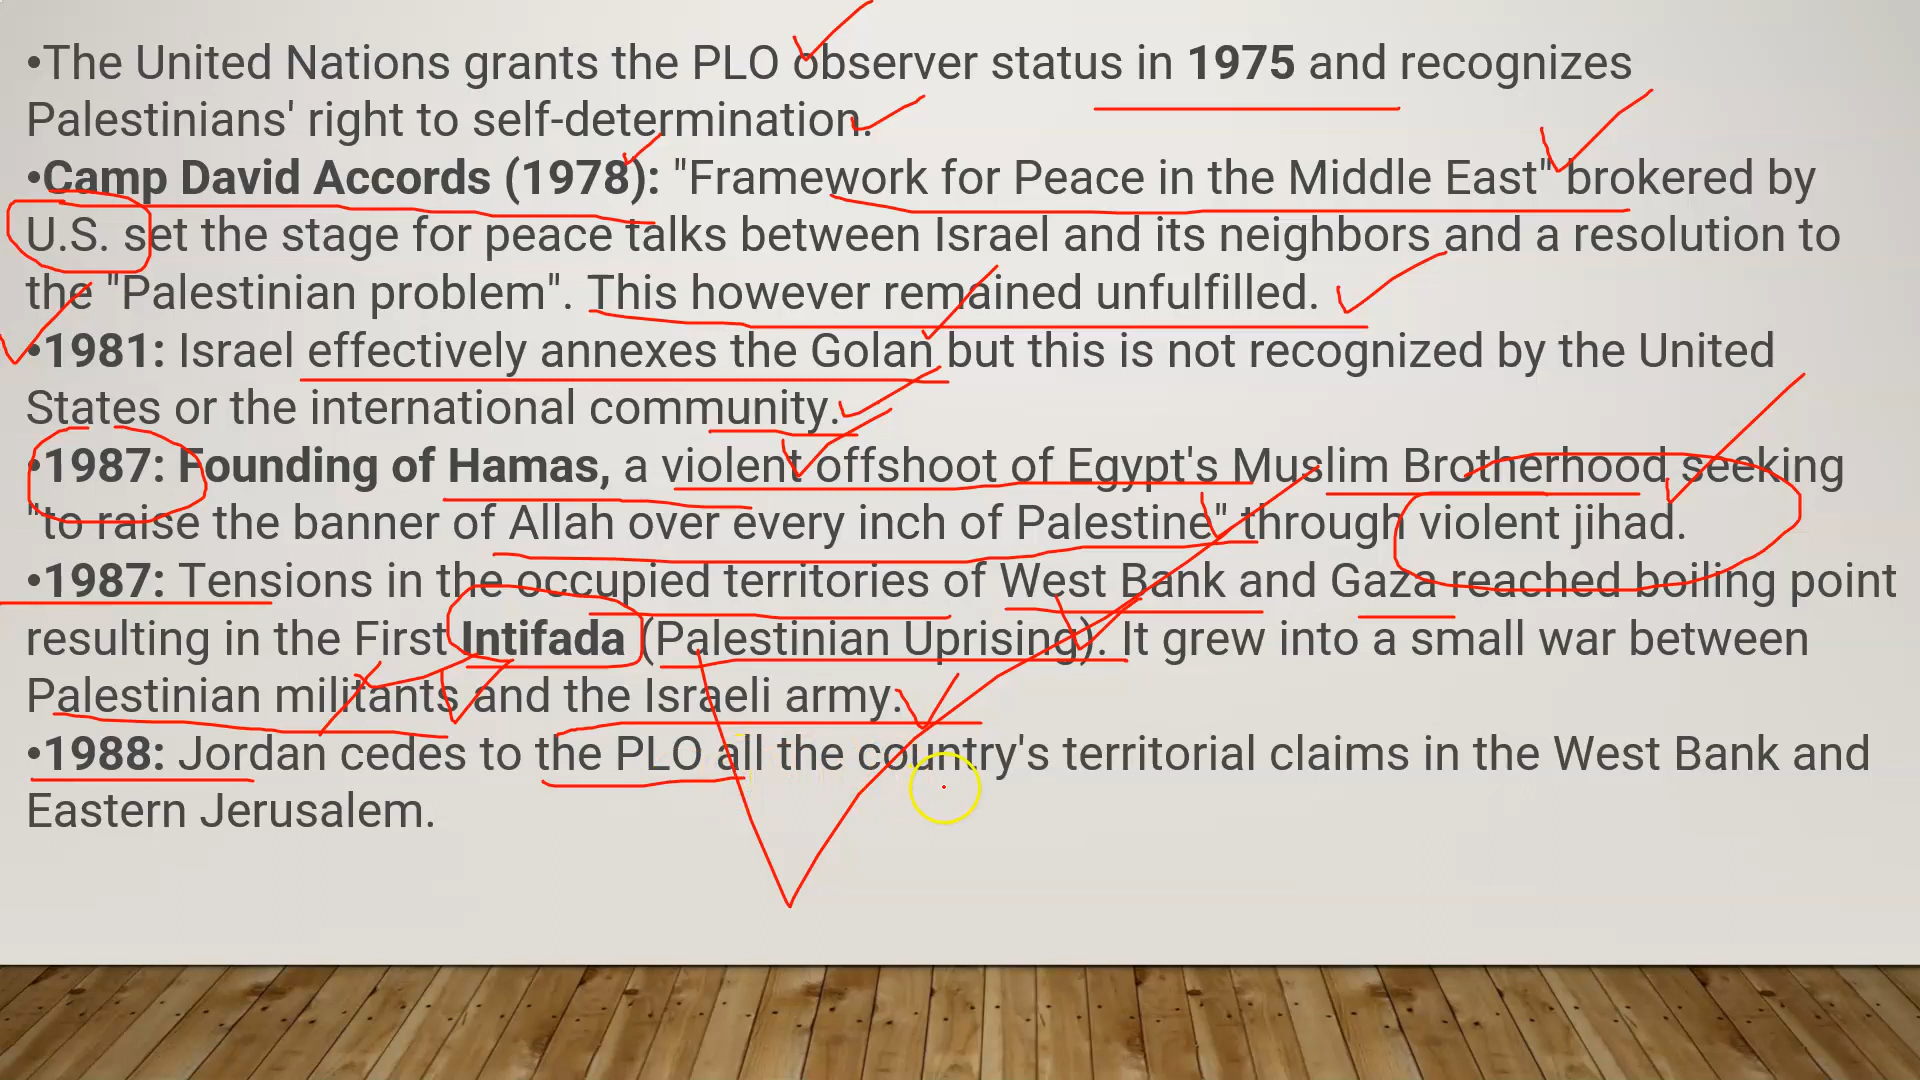 •The United Nations grants the PLO observer status in 1975 and recognizes
Palestinians' right to self-determination.
•Camp David Accords (1978): "Framework for Peace in the Middle East" brokered by
U.S. set the stage for peace talks between Israel and its neighbors and a resolution to
the "Palestinian problem". This however remained unfulfilled.
•1981: Israel effectively annexes the Golan but this is not recognized by the United
States or the international community.
•1987: Founding of Hamas, a violent offshoot of Egypt's Muslim Brotherhood seeking
"to raise the banner of Allah over every inch of Palestine" through violent jihad.
•1987: Tensions in the occupied territories of West Bank and Gaza reached boiling point
resulting in the First Intifada (Palestinian Uprising). It grew into a small war between
Palestinian militants and the Israeli army.
•1988: Jordan cedes to the PLO all the country's territorial claims in the West Bank and
Eastern Jerusalem.